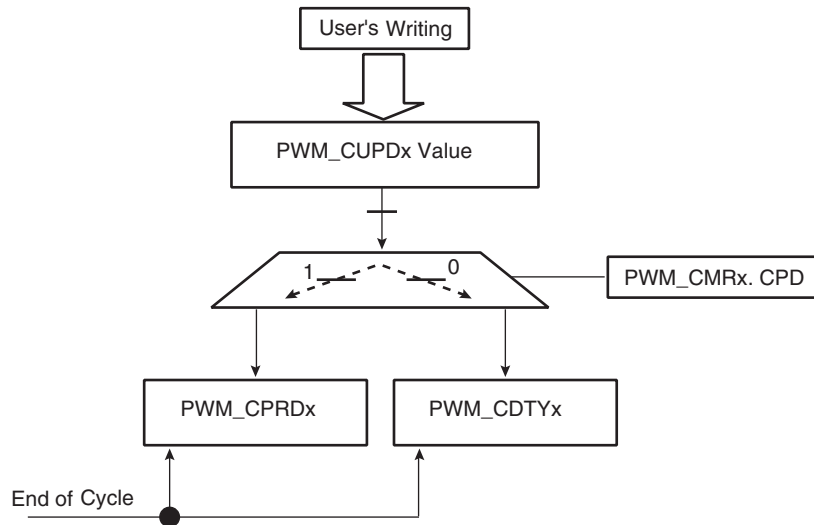 User's Writing
PWM_CUPDx Value
1
0
PWM_CMRx. CPD
PWM_CPRDx
PWM_CDTYx
End of Cycle